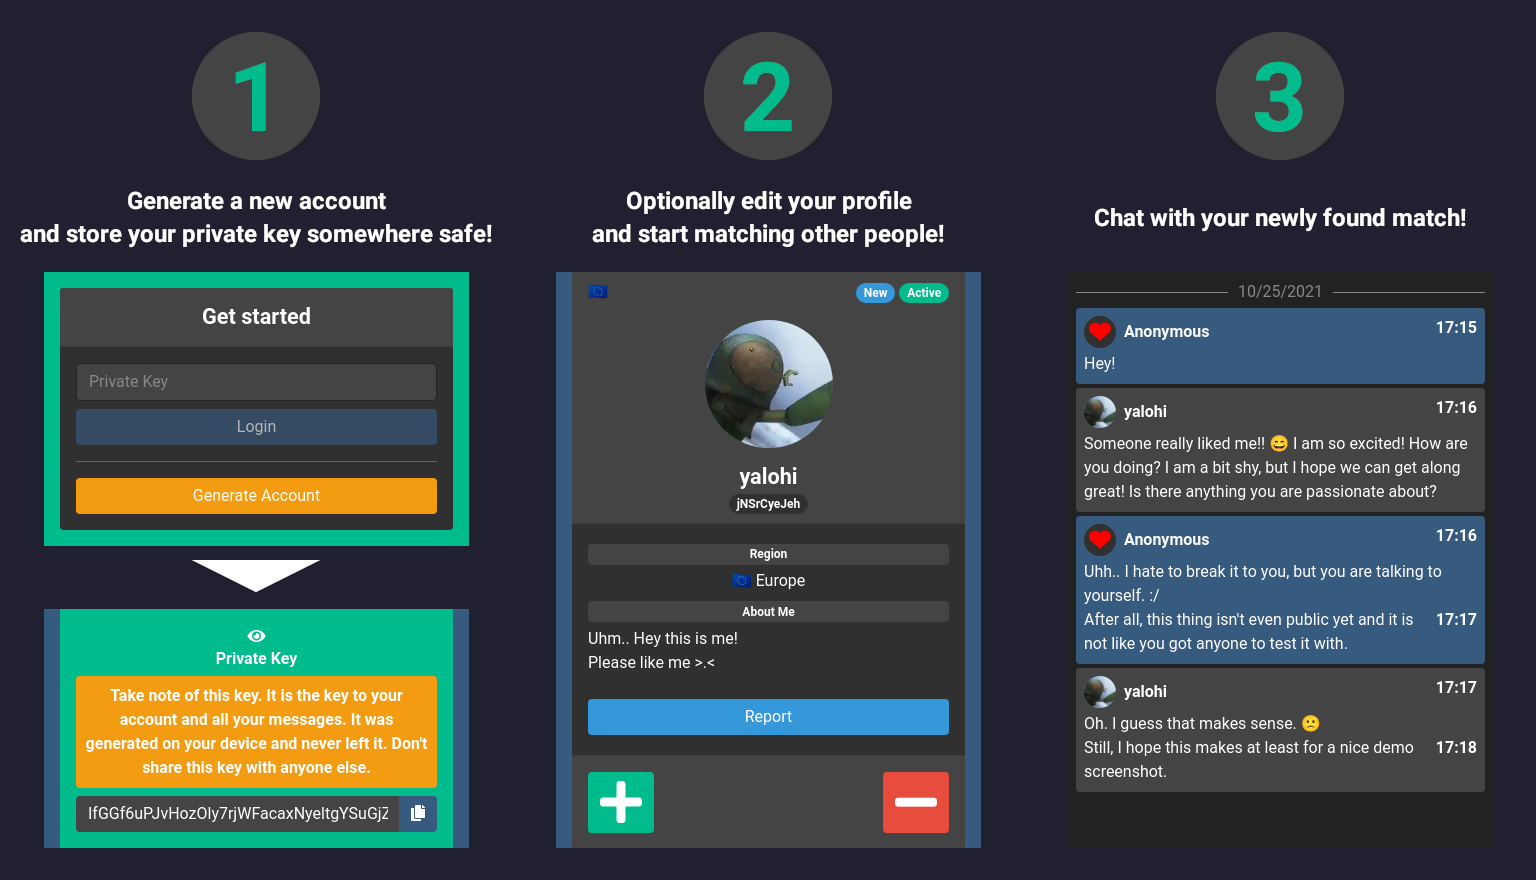 1
Generate a new account
and store your private key somewhere safe!
Get started
Private Key
Login
Generate Account
Private Key
Take note of this key. It is the key to your
account and all your messages. It was
generated on your device and never left it. Don't
share this key with anyone else.
IfGGf6uPJvHozOly7rjWFacaxNyeltgYSuGjZ
2
Optionally edit your profile
and start matching other people!
New Active
yalohi
jNSrCyeJeh
Region
🇪🇺 Europe
About Me
Uhm.. Hey this is me!
Please like me >.<
Report
3
Chat with your newly found match!
10/25/2021
Anonymous 17:15
Hey!
yalohi 17:16
Someone really liked me!! 😄 I am so excited! How are
you doing? I am a bit shy, but I hope we can get along
great! Is there anything you are passionate about?
Anonymous 17:16
Uhh.. I hate to break it to you, but you are talking to
yourself. :/
After all, this thing isn't even public yet and it is 17:17
not like you got anyone to test it with.
yalohi 17:17
Oh. I guess that makes sense. 🙁
Still, I hope this makes at least for a nice demo 17:18
screenshot.